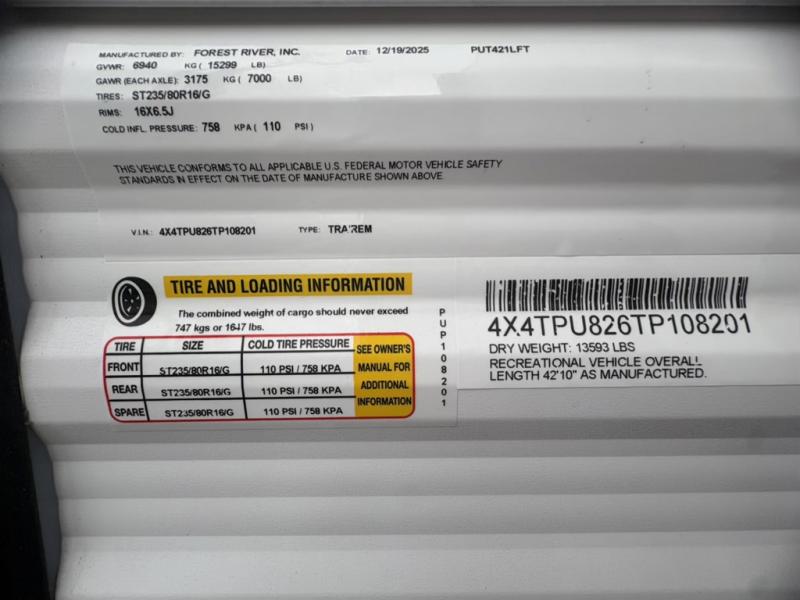 MANUFACTURED BY: FOREST RIVER, INC. DATE: 12/19/2025 PUT421LFT
GVWR: 6940 KG ( 15299 LB)
GAWR (EACH AXLE): 3175 KG ( 7000 LB)
TIRES: ST235/80R16/G
RIMS: 16X6.5J
COLD INFL. PRESSURE: 758 KPA ( 110 PSI )
THIS VEHICLE CONFORMS TO ALL APPLICABLE U.S. FEDERAL MOTOR VEHICLE SAFETY
STANDARDS IN EFFECT ON THE DATE OF MANUFACTURE SHOWN ABOVE.
V.I.N.: 4X4TPU826TP108201 TYPE: TRA'REM
TIRE AND LOADING INFORMATION
The combined weight of cargo should never exceed
747 kgs or 1647 lbs.
TIRE SIZE COLD TIRE PRESSURE
FRONT ST235/80R16/G 110 PSI / 758 KPA
REAR ST235/80R16/G 110 PSI / 758 KPA
SPARE ST235/80R16/G 110 PSI / 758 KPA
SEE OWNER'S
MANUAL FOR
ADDITIONAL
INFORMATION
PUP108201
4X4TPU826TP108201
DRY WEIGHT: 13593 LBS
RECREATIONAL VEHICLE OVERALL
LENGTH 42'10" AS MANUFACTURED.